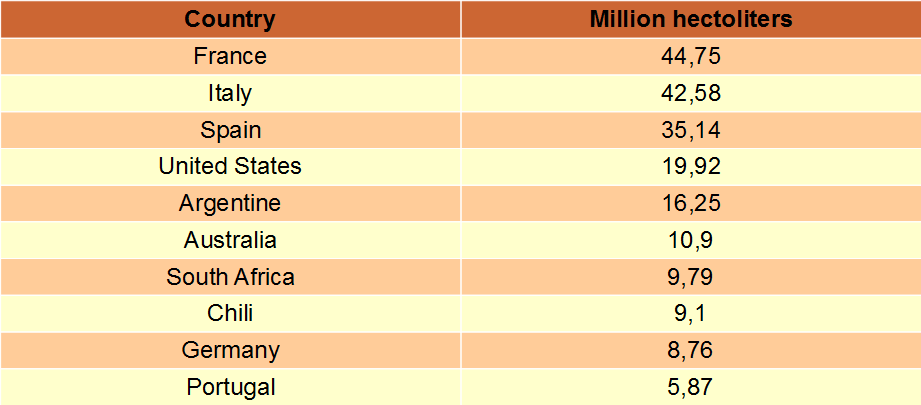 Country Million hectoliters
France 44,75
Italy 42,58
Spain 35,14
United States 19,92
Argentine 16,25
Australia 10,9
South Africa 9,79
Chili 9,1
Germany 8,76
Portugal 5,87